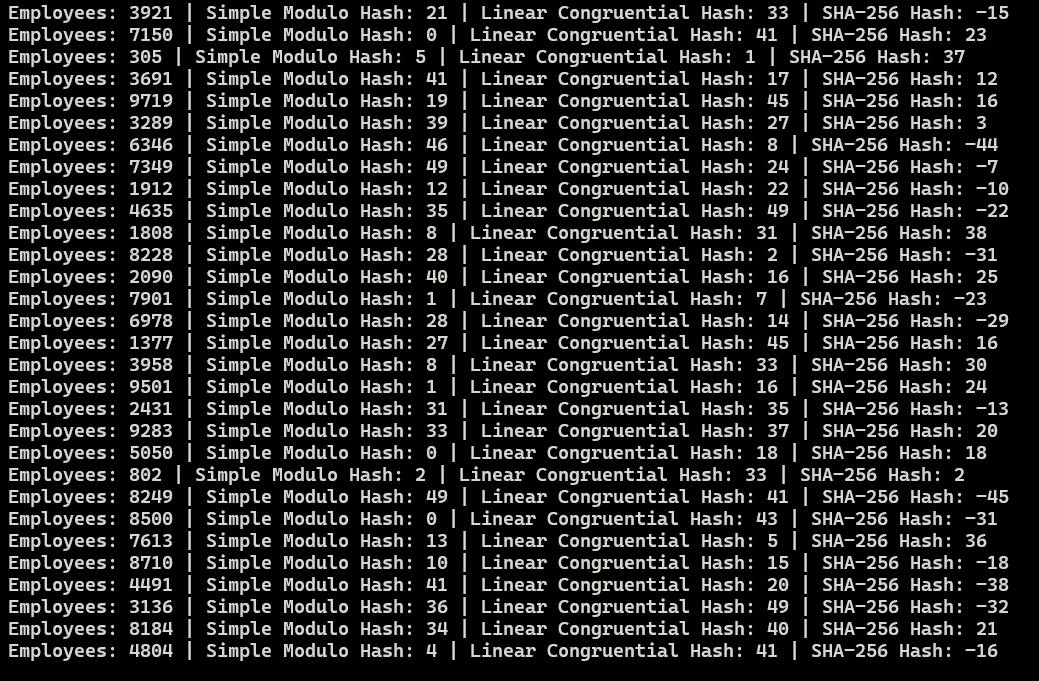 Employees: 3921 | Simple Modulo Hash: 21 | Linear Congruential Hash: 33 | SHA-256 Hash: -15
Employees: 7150 | Simple Modulo Hash: 0 | Linear Congruential Hash: 41 | SHA-256 Hash: 23
Employees: 305 | Simple Modulo Hash: 5 | Linear Congruential Hash: 1 | SHA-256 Hash: 37
Employees: 3691 | Simple Modulo Hash: 41 | Linear Congruential Hash: 17 | SHA-256 Hash: 12
Employees: 9719 | Simple Modulo Hash: 19 | Linear Congruential Hash: 45 | SHA-256 Hash: 16
Employees: 3289 | Simple Modulo Hash: 39 | Linear Congruential Hash: 27 | SHA-256 Hash: 3
Employees: 6346 | Simple Modulo Hash: 46 | Linear Congruential Hash: 8 | SHA-256 Hash: -44
Employees: 7349 | Simple Modulo Hash: 49 | Linear Congruential Hash: 24 | SHA-256 Hash: -7
Employees: 1912 | Simple Modulo Hash: 12 | Linear Congruential Hash: 22 | SHA-256 Hash: -10
Employees: 4635 | Simple Modulo Hash: 35 | Linear Congruential Hash: 49 | SHA-256 Hash: -22
Employees: 1808 | Simple Modulo Hash: 8 | Linear Congruential Hash: 31 | SHA-256 Hash: 38
Employees: 8228 | Simple Modulo Hash: 28 | Linear Congruential Hash: 2 | SHA-256 Hash: -31
Employees: 2090 | Simple Modulo Hash: 40 | Linear Congruential Hash: 16 | SHA-256 Hash: 25
Employees: 7901 | Simple Modulo Hash: 1 | Linear Congruential Hash: 7 | SHA-256 Hash: -23
Employees: 6978 | Simple Modulo Hash: 28 | Linear Congruential Hash: 14 | SHA-256 Hash: -29
Employees: 1377 | Simple Modulo Hash: 27 | Linear Congruential Hash: 45 | SHA-256 Hash: 16
Employees: 3958 | Simple Modulo Hash: 8 | Linear Congruential Hash: 33 | SHA-256 Hash: 30
Employees: 9501 | Simple Modulo Hash: 1 | Linear Congruential Hash: 16 | SHA-256 Hash: 24
Employees: 2431 | Simple Modulo Hash: 31 | Linear Congruential Hash: 35 | SHA-256 Hash: -13
Employees: 9283 | Simple Modulo Hash: 33 | Linear Congruential Hash: 37 | SHA-256 Hash: 20
Employees: 5050 | Simple Modulo Hash: 0 | Linear Congruential Hash: 18 | SHA-256 Hash: 18
Employees: 802 | Simple Modulo Hash: 2 | Linear Congruential Hash: 33 | SHA-256 Hash: 2
Employees: 8249 | Simple Modulo Hash: 49 | Linear Congruential Hash: 41 | SHA-256 Hash: -45
Employees: 8500 | Simple Modulo Hash: 0 | Linear Congruential Hash: 43 | SHA-256 Hash: -31
Employees: 7613 | Simple Modulo Hash: 13 | Linear Congruential Hash: 5 | SHA-256 Hash: 36
Employees: 8710 | Simple Modulo Hash: 10 | Linear Congruential Hash: 15 | SHA-256 Hash: -18
Employees: 4491 | Simple Modulo Hash: 41 | Linear Congruential Hash: 20 | SHA-256 Hash: -38
Employees: 3136 | Simple Modulo Hash: 36 | Linear Congruential Hash: 49 | SHA-256 Hash: -32
Employees: 8184 | Simple Modulo Hash: 34 | Linear Congruential Hash: 40 | SHA-256 Hash: 21
Employees: 4804 | Simple Modulo Hash: 4 | Linear Congruential Hash: 41 | SHA-256 Hash: -16